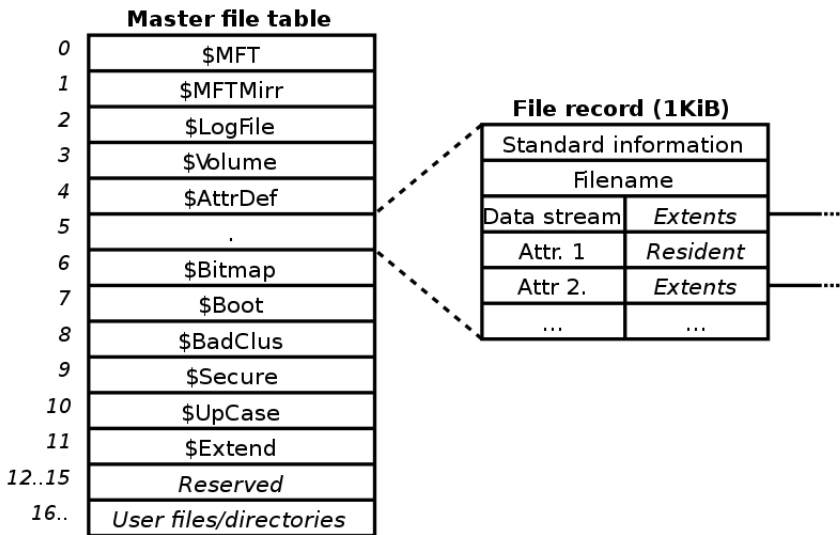 Master file table
0 $MFT
1 $MFTMirr
2 $LogFile
3 $Volume
4 $AttrDef
5 .
6 $Bitmap
7 $Boot
8 $BadClus
9 $Secure
10 $UpCase
11 $Extend
12..15 Reserved
16.. User files/directories
File record (1KiB)
Standard information
Filename
Data stream Extents
Attr. 1 Resident
Attr 2. Extents
... ...